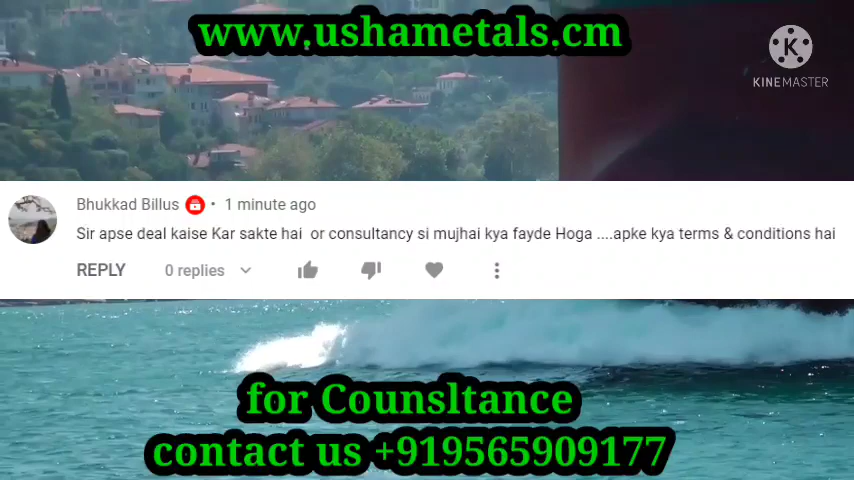 www.ushametals.cm
KINEMASTER
Bhukkad Billus • 1 minute ago
Sir apse deal kaise Kar sakte hai or consultancy si mujhai kya fayde Hoga ....apke kya terms & conditions hai
REPLY 0 replies
for Counsltance
contact us +919565909177